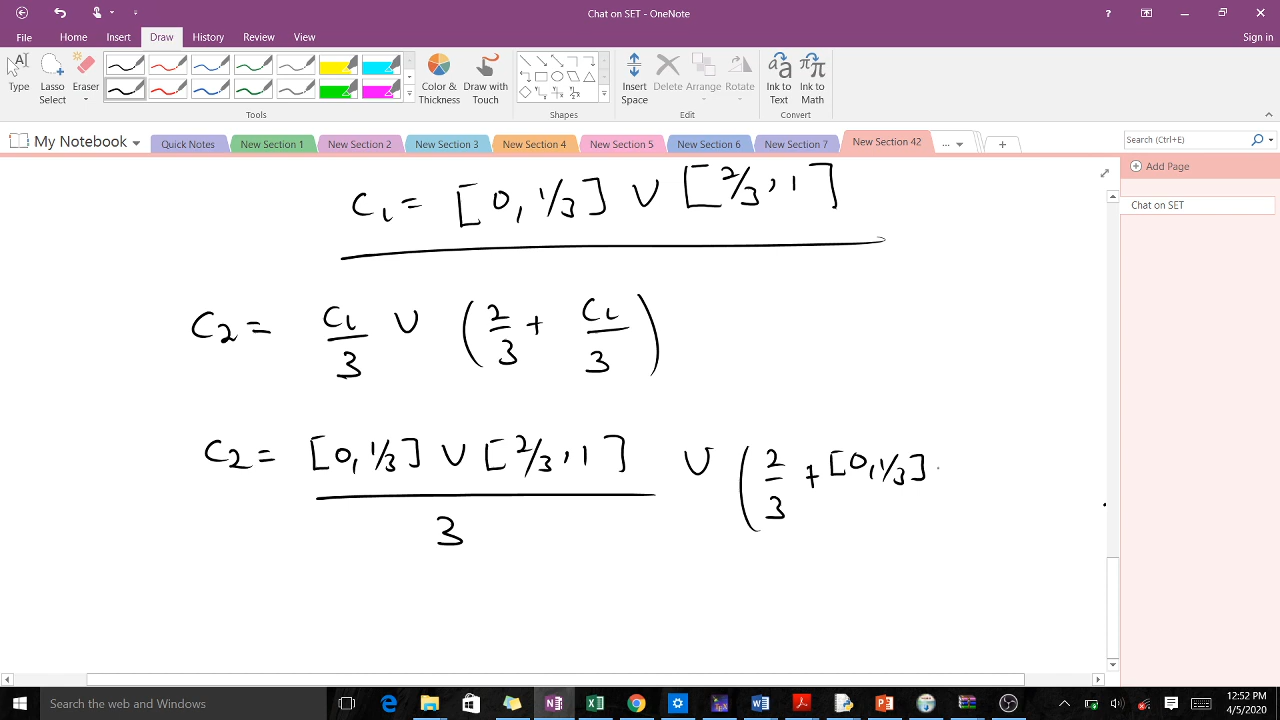 Chat on SET - OneNote
File Home Insert Draw History Review View Sign in
Type Lasso Select Eraser Color & Thickness Draw with Touch Insert Space Delete Arrange Rotate Ink to Text Ink to Math
Tools Shapes Edit Convert
My Notebook Quick Notes New Section 1 New Section 2 New Section 3 New Section 4 New Section 5 New Section 6 New Section 7 New Section 42 ... Search (Ctrl+E)
Add Page
Chat on SET
C₁ = [0, 1/3] ∪ [2/3, 1]
C₂ = C₁/3 ∪ (2/3 + C₁/3)
C₂ = [0, 1/3] ∪ [2/3, 1] / 3 ∪ (2/3 + [0, 1/3]
Search the web and Windows
12:52 PM
4/5/2020